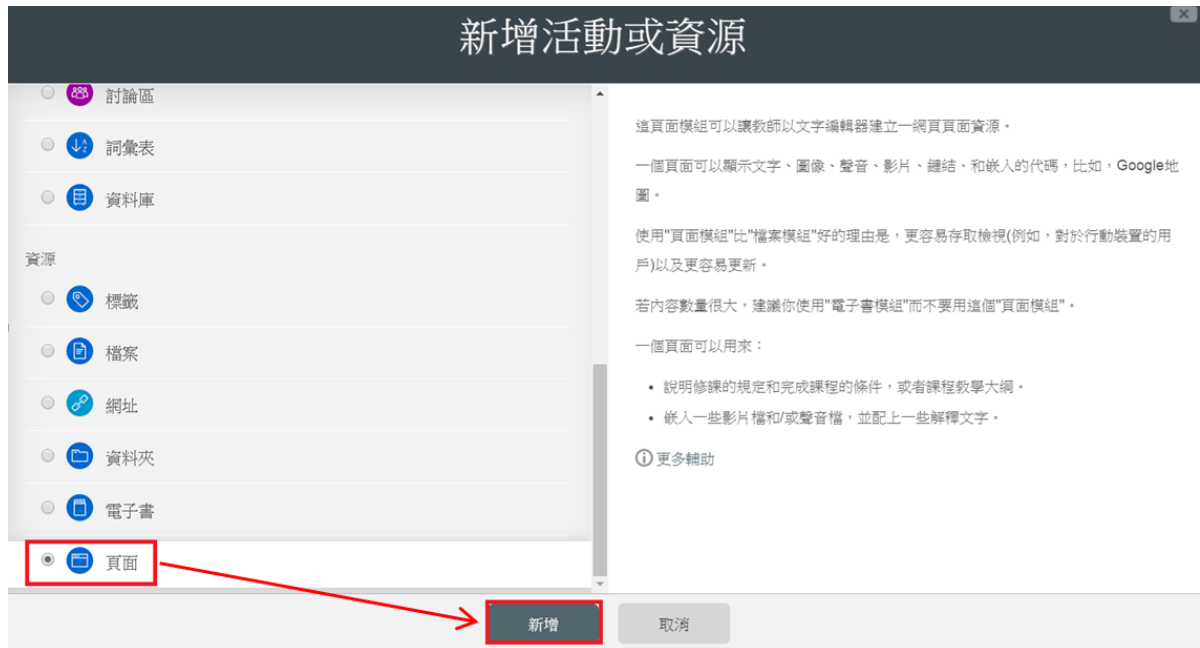 新增活動或資源
討論區
詞彙表
資料庫
資源
標籤
檔案
網址
資料夾
電子書
頁面
這頁面模組可以讓教師以文字編輯器建立一網頁頁面資源。
一個頁面可以顯示文字、圖像、聲音、影片、鏈結、和嵌入的代碼，比如，Google地
圖。
使用"頁面模組"比"檔案模組"好的理由是，更容易存取檢視(例如，對於行動裝置的用
戶)以及更容易更新。
若內容數量很大，建議你使用"電子書模組"而不要用這個"頁面模組"。
一個頁面可以用來：
• 說明修課的規定和完成課程的條件，或者課程教學大綱。
• 嵌入一些影片檔和/或聲音檔，並配上一些解釋文字。
更多輔助
新增
取消